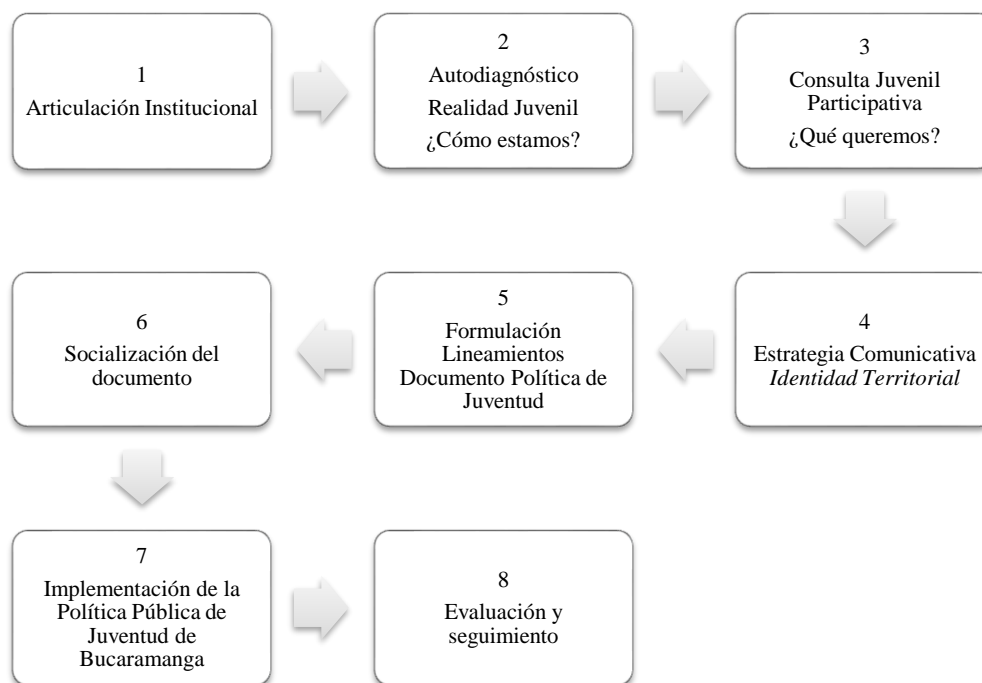 1
Articulación Institucional
2
Autodiagnóstico
Realidad Juvenil
¿Cómo estamos?
3
Consulta Juvenil
Participativa
¿Qué queremos?
4
Estrategia Comunicativa
Identidad Territorial
5
Formulación
Lineamientos
Documento Política de
Juventud
6
Socialización del
documento
7
Implementación de la
Política Pública de
Juventud de
Bucaramanga
8
Evaluación y
seguimiento